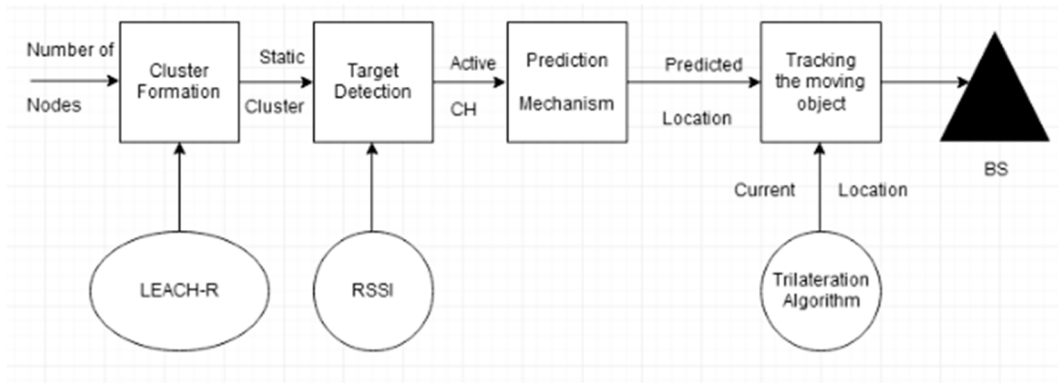 Number of
Nodes
Cluster
Formation
Static
Cluster
Target
Detection
Active
CH
Prediction
Mechanism
Predicted
Location
Tracking
the moving
object
BS
Current Location
LEACH-R
RSSI
Trilateration
Algorithm